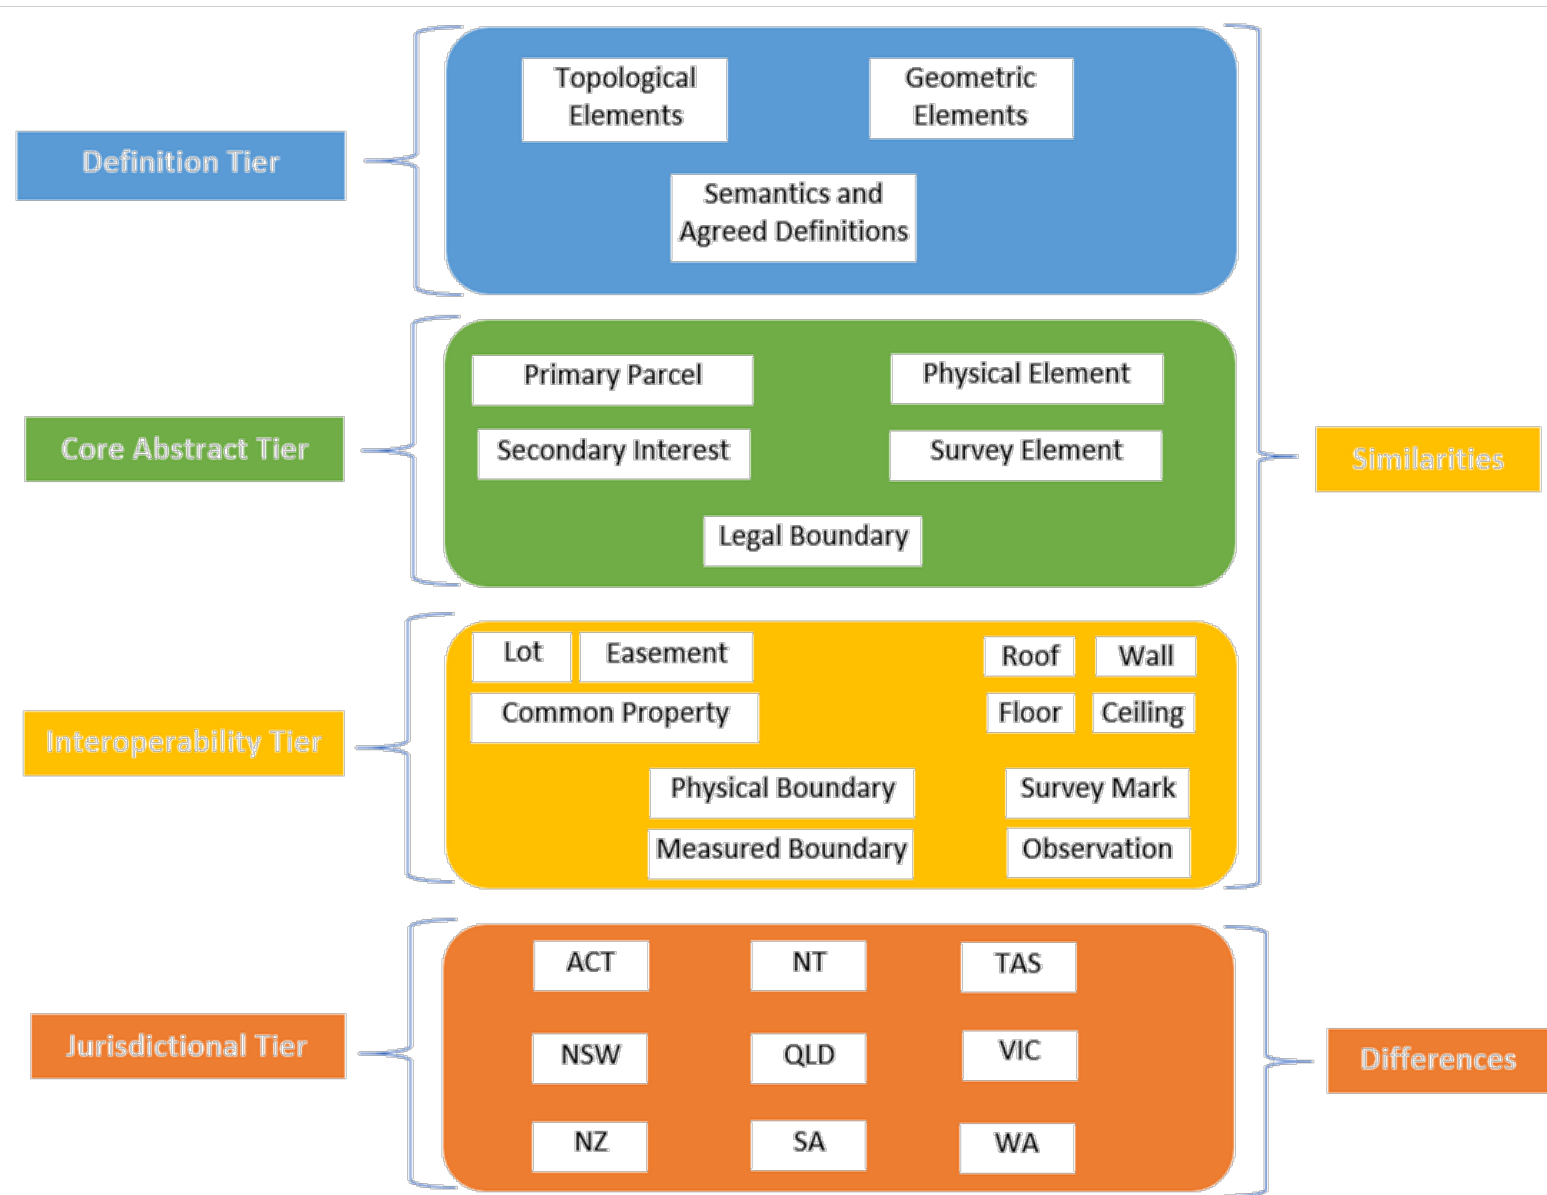 Topological
Elements
Geometric
Elements
Definition Tier
Semantics and
Agreed Definitions
Primary Parcel
Physical Element
Core Abstract Tier
Secondary Interest
Survey Element
Similarities
Legal Boundary
Lot
Easement
Roof
Wall
Common Property
Floor
Ceiling
Interoperability Tier
Physical Boundary
Survey Mark
Measured Boundary
Observation
ACT
NT
TAS
Jurisdictional Tier
NSW
QLD
VIC
Differences
NZ
SA
WA